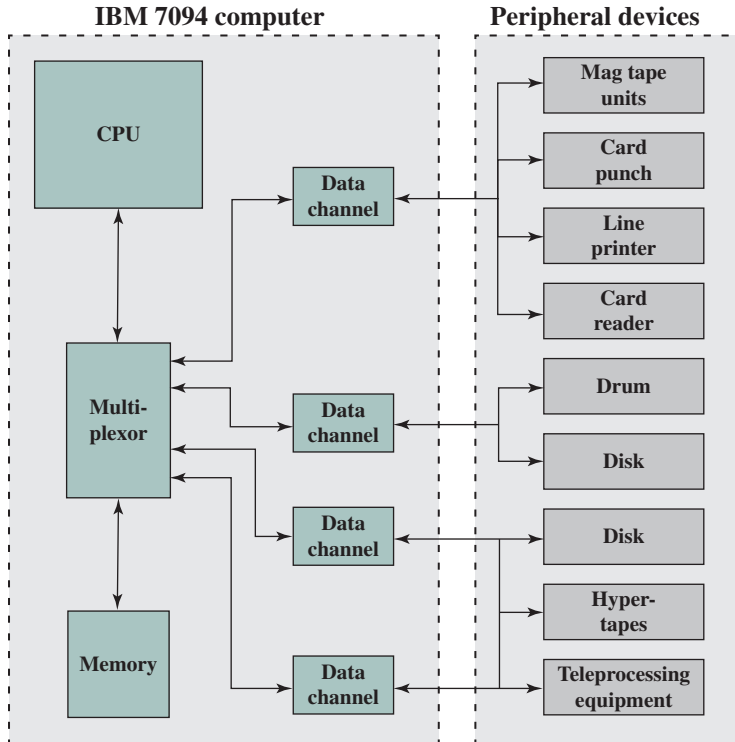 IBM 7094 computer
Peripheral devices
CPU
Multi-
plexor
Memory
Data
channel
Data
channel
Data
channel
Data
channel
Mag tape
units
Card
punch
Line
printer
Card
reader
Drum
Disk
Disk
Hyper-
tapes
Teleprocessing
equipment